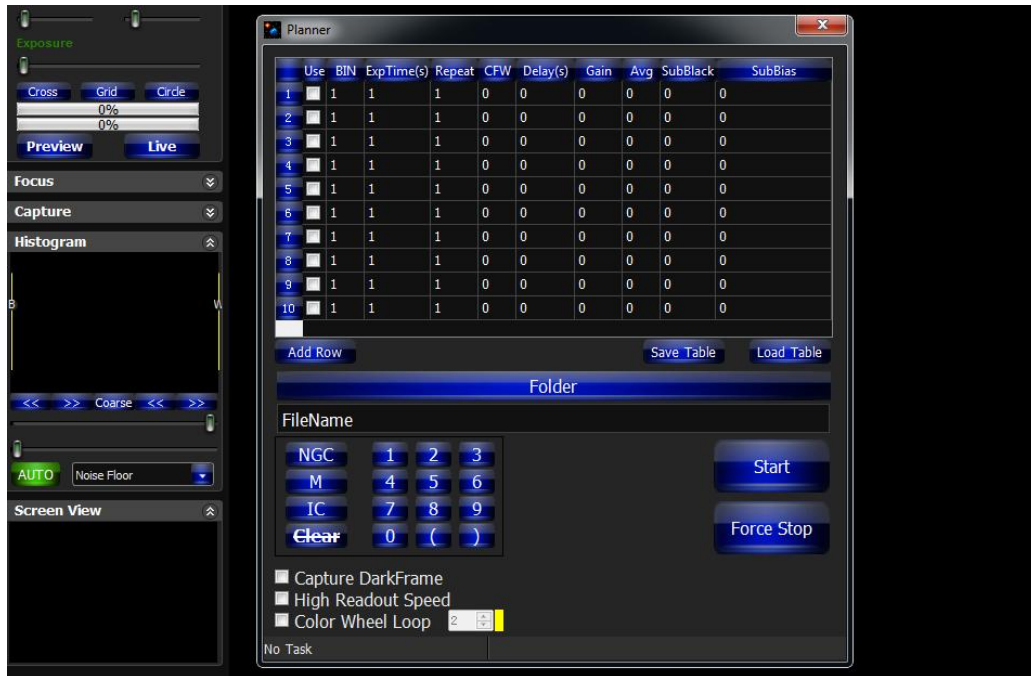 Exposure
Cross Grid Circle
0%
0%
Preview Live
Focus
Capture
Histogram
B W
<< >> Coarse << >>
AUTO Noise Floor
Screen View
Planner
Use BIN ExpTime(s) Repeat CFW Delay(s) Gain Avg SubBlack SubBias
1 1 1 1 0 0 0 0 0 0
2 1 1 1 0 0 0 0 0 0
3 1 1 1 0 0 0 0 0 0
4 1 1 1 0 0 0 0 0 0
5 1 1 1 0 0 0 0 0 0
6 1 1 1 0 0 0 0 0 0
7 1 1 1 0 0 0 0 0 0
8 1 1 1 0 0 0 0 0 0
9 1 1 1 0 0 0 0 0 0
10 1 1 1 0 0 0 0 0 0
Add Row Save Table Load Table
Folder
FileName
NGC 1 2 3
M 4 5 6
IC 7 8 9
Clear 0 ( )
Start
Force Stop
Capture DarkFrame
High Readout Speed
Color Wheel Loop 2
No Task